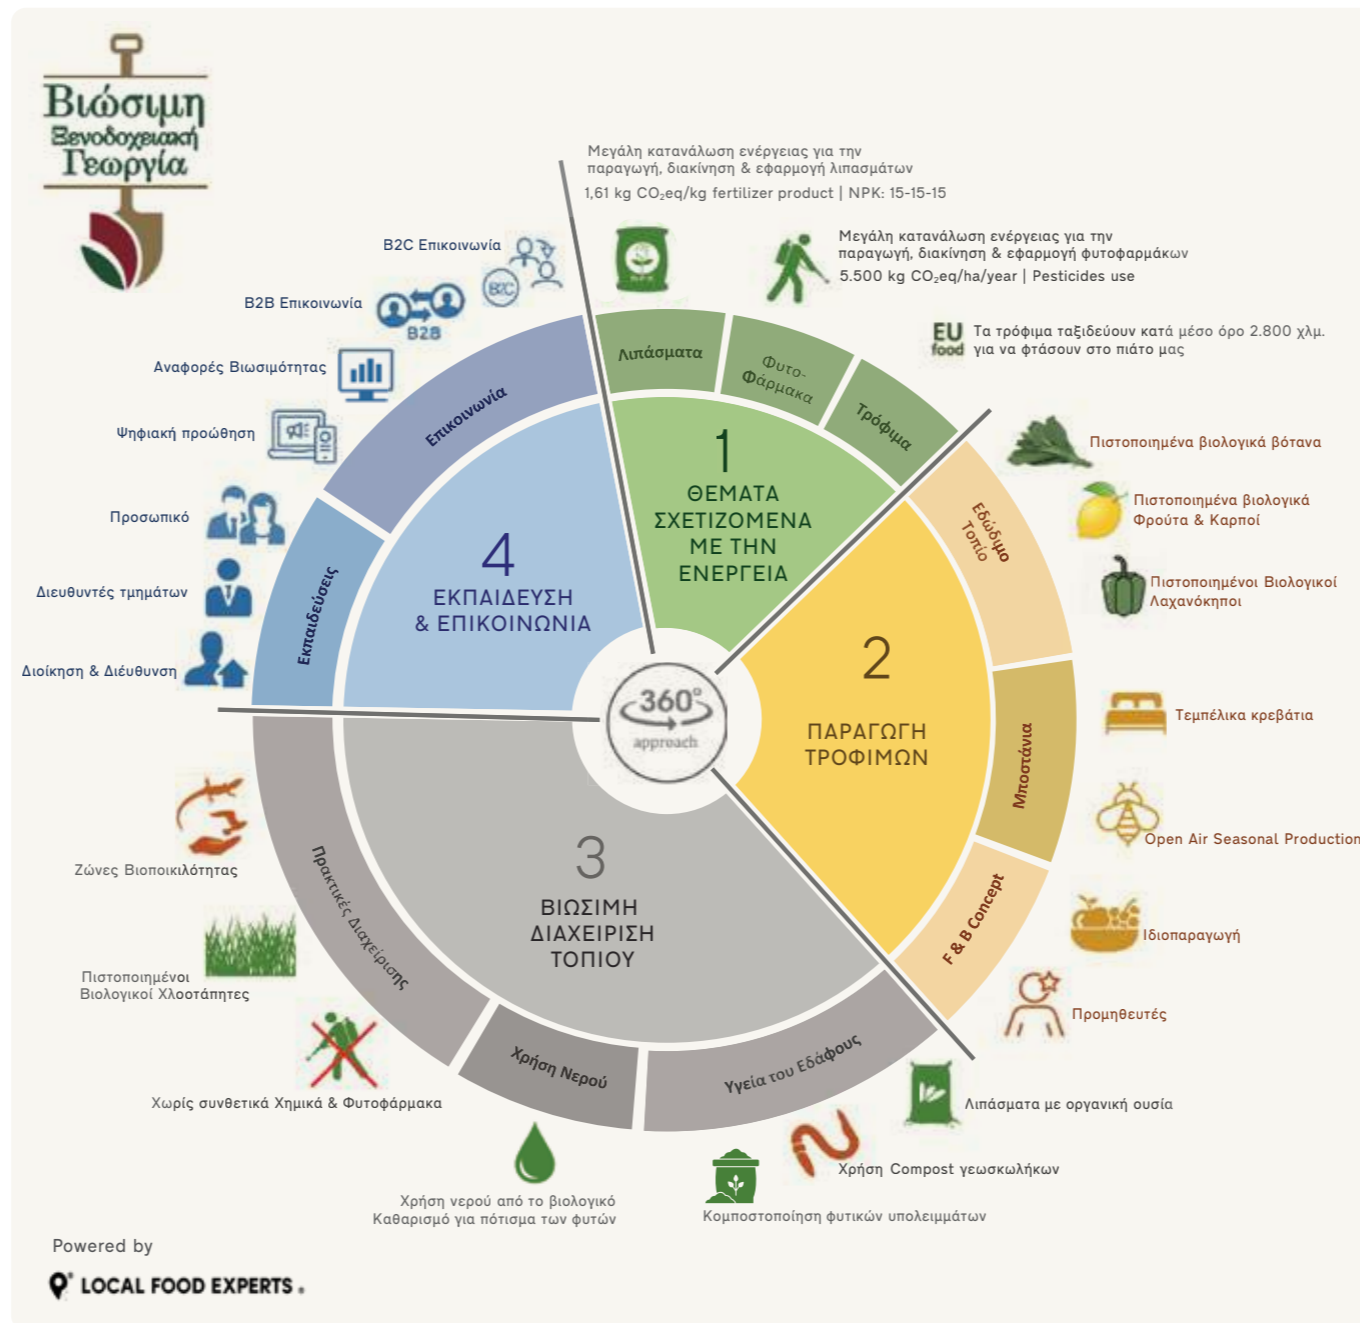 Βιώσιμη
Ξενοδοχειακή
Γεωργία
Μεγάλη κατανάλωση ενέργειας για την
παραγωγή, διακίνηση & εφαρμογή λιπασμάτων
1,61 kg CO₂eq/kg fertilizer product | NPK: 15-15-15
Μεγάλη κατανάλωση ενέργειας για την
παραγωγή, διακίνηση & εφαρμογή φυτοφαρμάκων
5.500 kg CO₂eq/ha/year | Pesticides use
EU
food
Τα τρόφιμα ταξιδεύουν κατά μέσο όρο 2.800 χλμ.
για να φτάσουν στο πιάτο μας
Λιπάσματα
Φυτο-
Φάρμακα
Τρόφιμα
1
ΘΕΜΑΤΑ
ΣΧΕΤΙΖΟΜΕΝΑ
ΜΕ ΤΗΝ
ΕΝΕΡΓΕΙΑ
Πιστοποιημένα βιολογικά βότανα
Πιστοποιημένα βιολογικά
Φρούτα & Καρποί
Πιστοποιημένοι Βιολογικοί
Λαχανόκηποι
Τεμπέλικα κρεβάτια
Open Air Seasonal Production
Ιδιοπαραγωγή
Προμηθευτές
Εδώδιμο
Τοπίο
Μποστάνια
F & B Concept
2
ΠΑΡΑΓΩΓΗ
ΤΡΟΦΙΜΩΝ
Λιπάσματα με οργανική ουσία
Χρήση Compost γεωσκωλήκων
Κομποστοποίηση φυτικών υπολειμμάτων
Χρήση νερού από το βιολογικό
Καθαρισμό για πότισμα των φυτών
Χωρίς συνθετικά Χημικά & Φυτοφάρμακα
Πιστοποιημένοι
Βιολογικοί Χλοοτάπητες
Ζώνες Βιοποικιλότητας
Υγεία του Εδάφους
Χρήση Νερού
Πρακτικές Διαχείρισης
3
ΒΙΩΣΙΜΗ
ΔΙΑΧΕΙΡΙΣΗ
ΤΟΠΙΟΥ
Διοίκηση & Διέυθυνση
Διευθυντές τμημάτων
Προσωπικό
Ψηφιακή προώθηση
Αναφορές Βιωσιμότητας
B2B Επικοινωνία
B2B
B2C Επικοινωνία
B2C
Εκπαιδεύσεις
Επικοινωνία
4
ΕΚΠΑΙΔΕΥΣΗ
& ΕΠΙΚΟΙΝΩΝΙΑ
360°
approach
Powered by
LOCAL FOOD EXPERTS